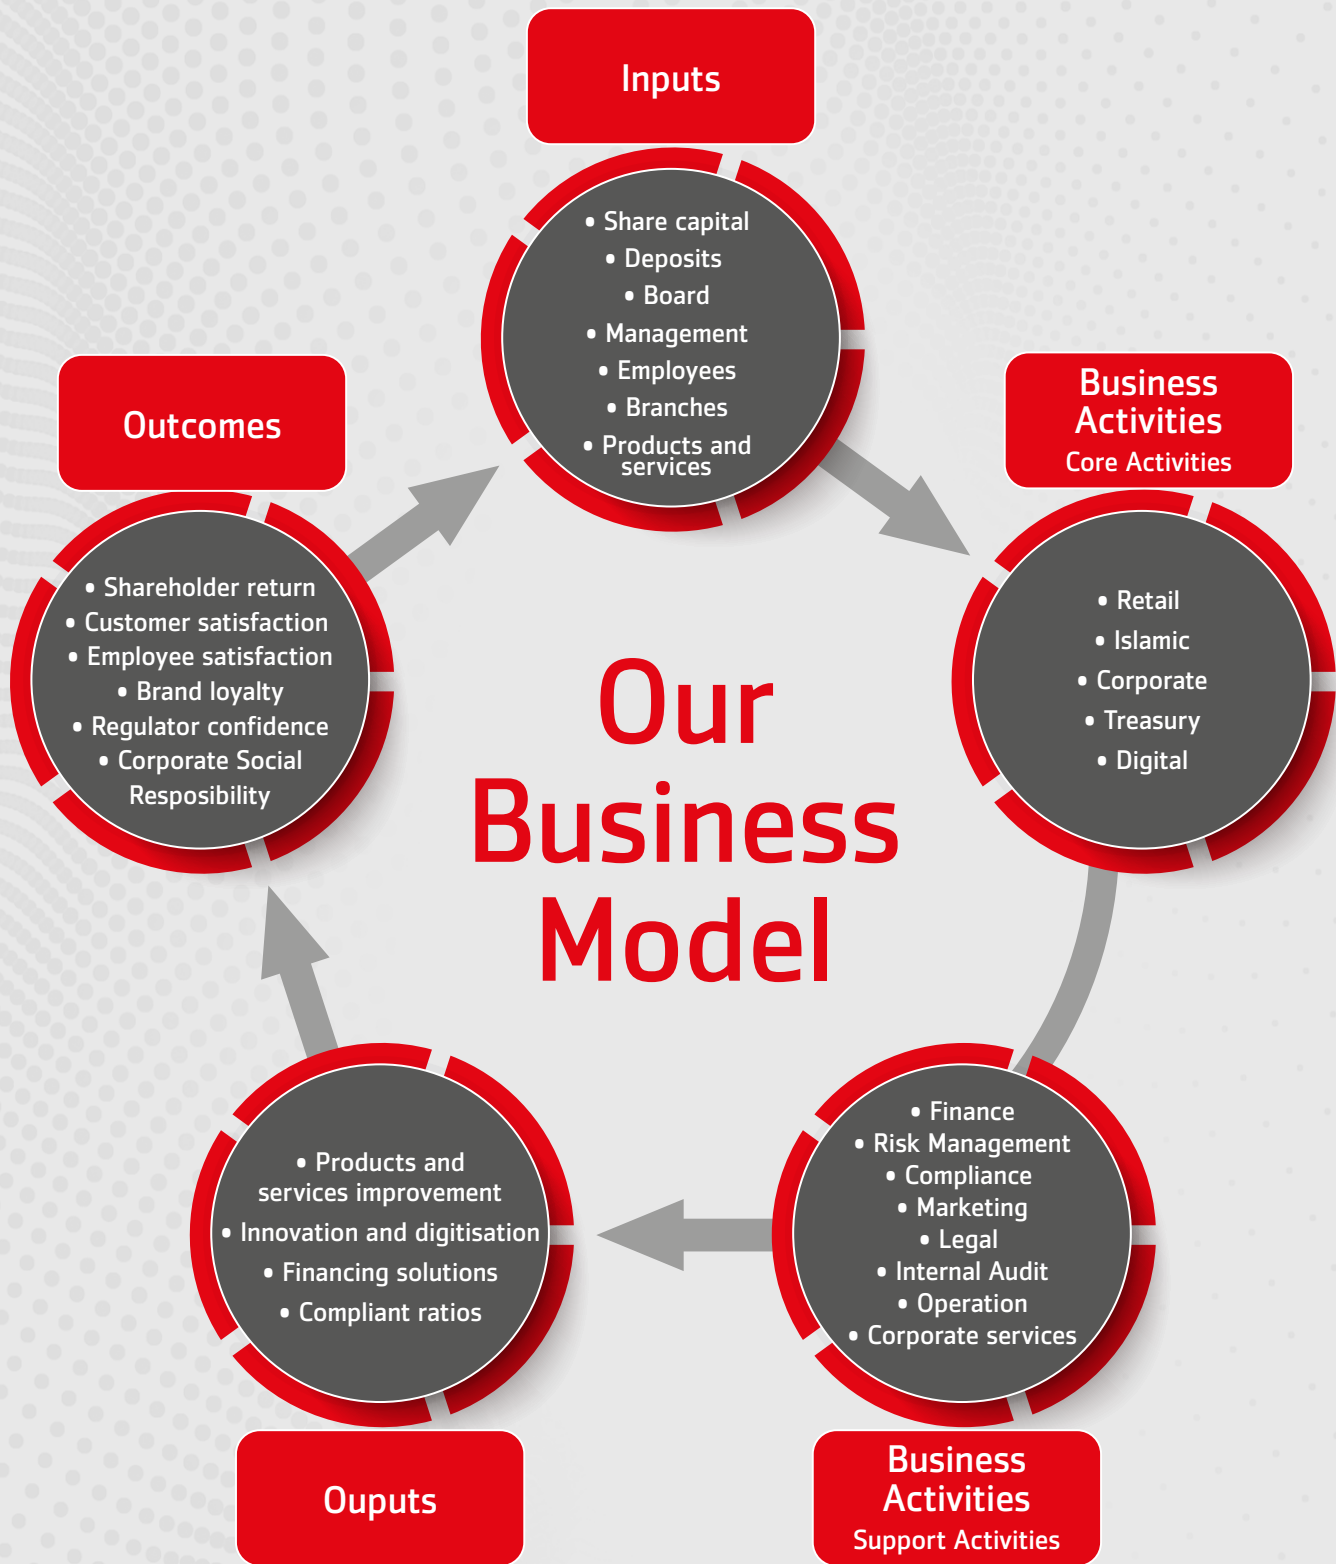 Inputs
• Share capital
• Deposits
• Board
• Management
• Employees
• Branches
• Products and
services
Business
Activities
Core Activities
• Retail
• Islamic
• Corporate
• Treasury
• Digital
Business
Activities
Support Activities
• Finance
• Risk Management
• Compliance
• Marketing
• Legal
• Internal Audit
• Operation
• Corporate services
Ouputs
• Products and
services improvement
• Innovation and digitisation
• Financing solutions
• Compliant ratios
Outcomes
• Shareholder return
• Customer satisfaction
• Employee satisfaction
• Brand loyalty
• Regulator confidence
• Corporate Social
Resposibility
Our
Business
Model